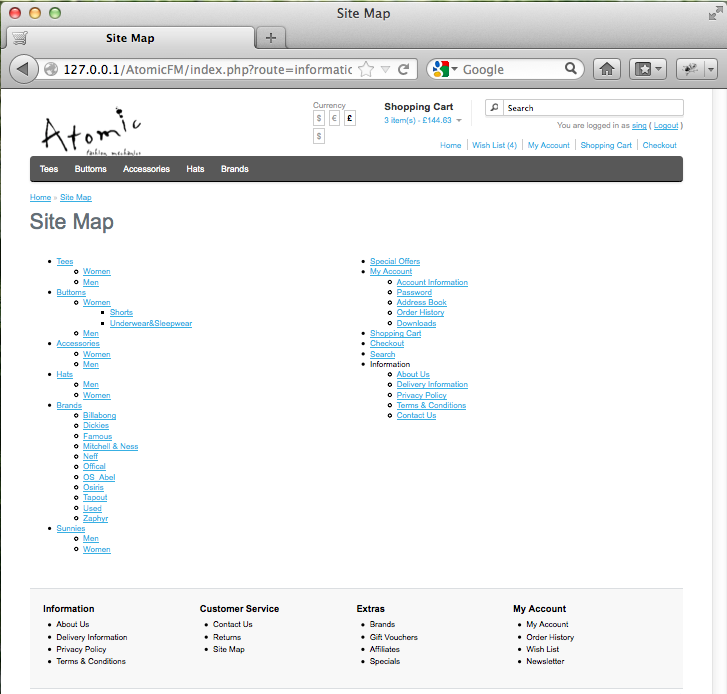 Site Map
Site Map
127.0.0.1/AtomicFM/index.php?route=informatic
Google
Atomic
fashion mechanics
Currency
$ € £
$
Shopping Cart
3 item(s) - £144.63
Search
You are logged in as sing ( Logout )
Home Wish List (4) My Account Shopping Cart Checkout
Tees Buttoms Accessories Hats Brands
Home » Site Map
Site Map
Tees
Women
Men
Buttoms
Women
Shorts
Underwear&Sleepwear
Men
Accessories
Women
Men
Hats
Men
Women
Brands
Billabong
Dickies
Famous
Mitchell & Ness
Neff
Offical
OS_Abel
Osiris
Tapout
Used
Zaphyr
Sunnies
Men
Women
Special Offers
My Account
Account Information
Password
Address Book
Order History
Downloads
Shopping Cart
Checkout
Search
Information
About Us
Delivery Information
Privacy Policy
Terms & Conditions
Contact Us
Information
About Us
Delivery Information
Privacy Policy
Terms & Conditions
Customer Service
Contact Us
Returns
Site Map
Extras
Brands
Gift Vouchers
Affiliates
Specials
My Account
My Account
Order History
Wish List
Newsletter